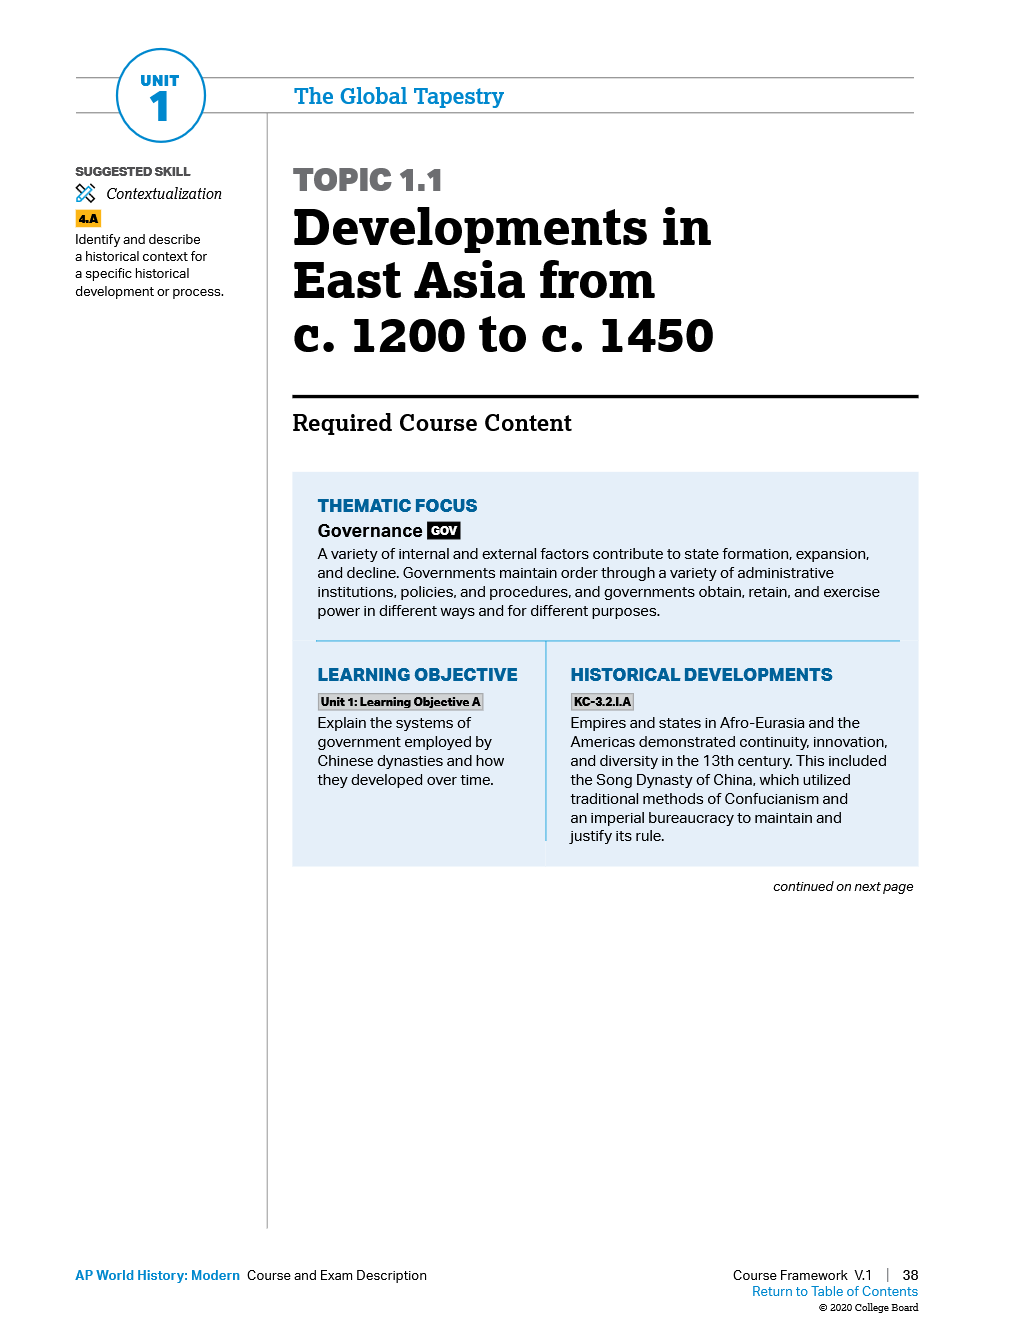 UNIT
1
The Global Tapestry
SUGGESTED SKILL
Contextualization
4.A
Identify and describe
a historical context for
a specific historical
development or process.
TOPIC 1.1
Developments in
East Asia from
c. 1200 to c. 1450
Required Course Content
THEMATIC FOCUS
Governance GOV
A variety of internal and external factors contribute to state formation, expansion,
and decline. Governments maintain order through a variety of administrative
institutions, policies, and procedures, and governments obtain, retain, and exercise
power in different ways and for different purposes.
LEARNING OBJECTIVE
Unit 1: Learning Objective A
Explain the systems of
government employed by
Chinese dynasties and how
they developed over time.
HISTORICAL DEVELOPMENTS
KC-3.2.I.A
Empires and states in Afro-Eurasia and the
Americas demonstrated continuity, innovation,
and diversity in the 13th century. This included
the Song Dynasty of China, which utilized
traditional methods of Confucianism and
an imperial bureaucracy to maintain and
justify its rule.
continued on next page
AP World History: Modern Course and Exam Description
Course Framework V.1 | 38
Return to Table of Contents
© 2020 College Board